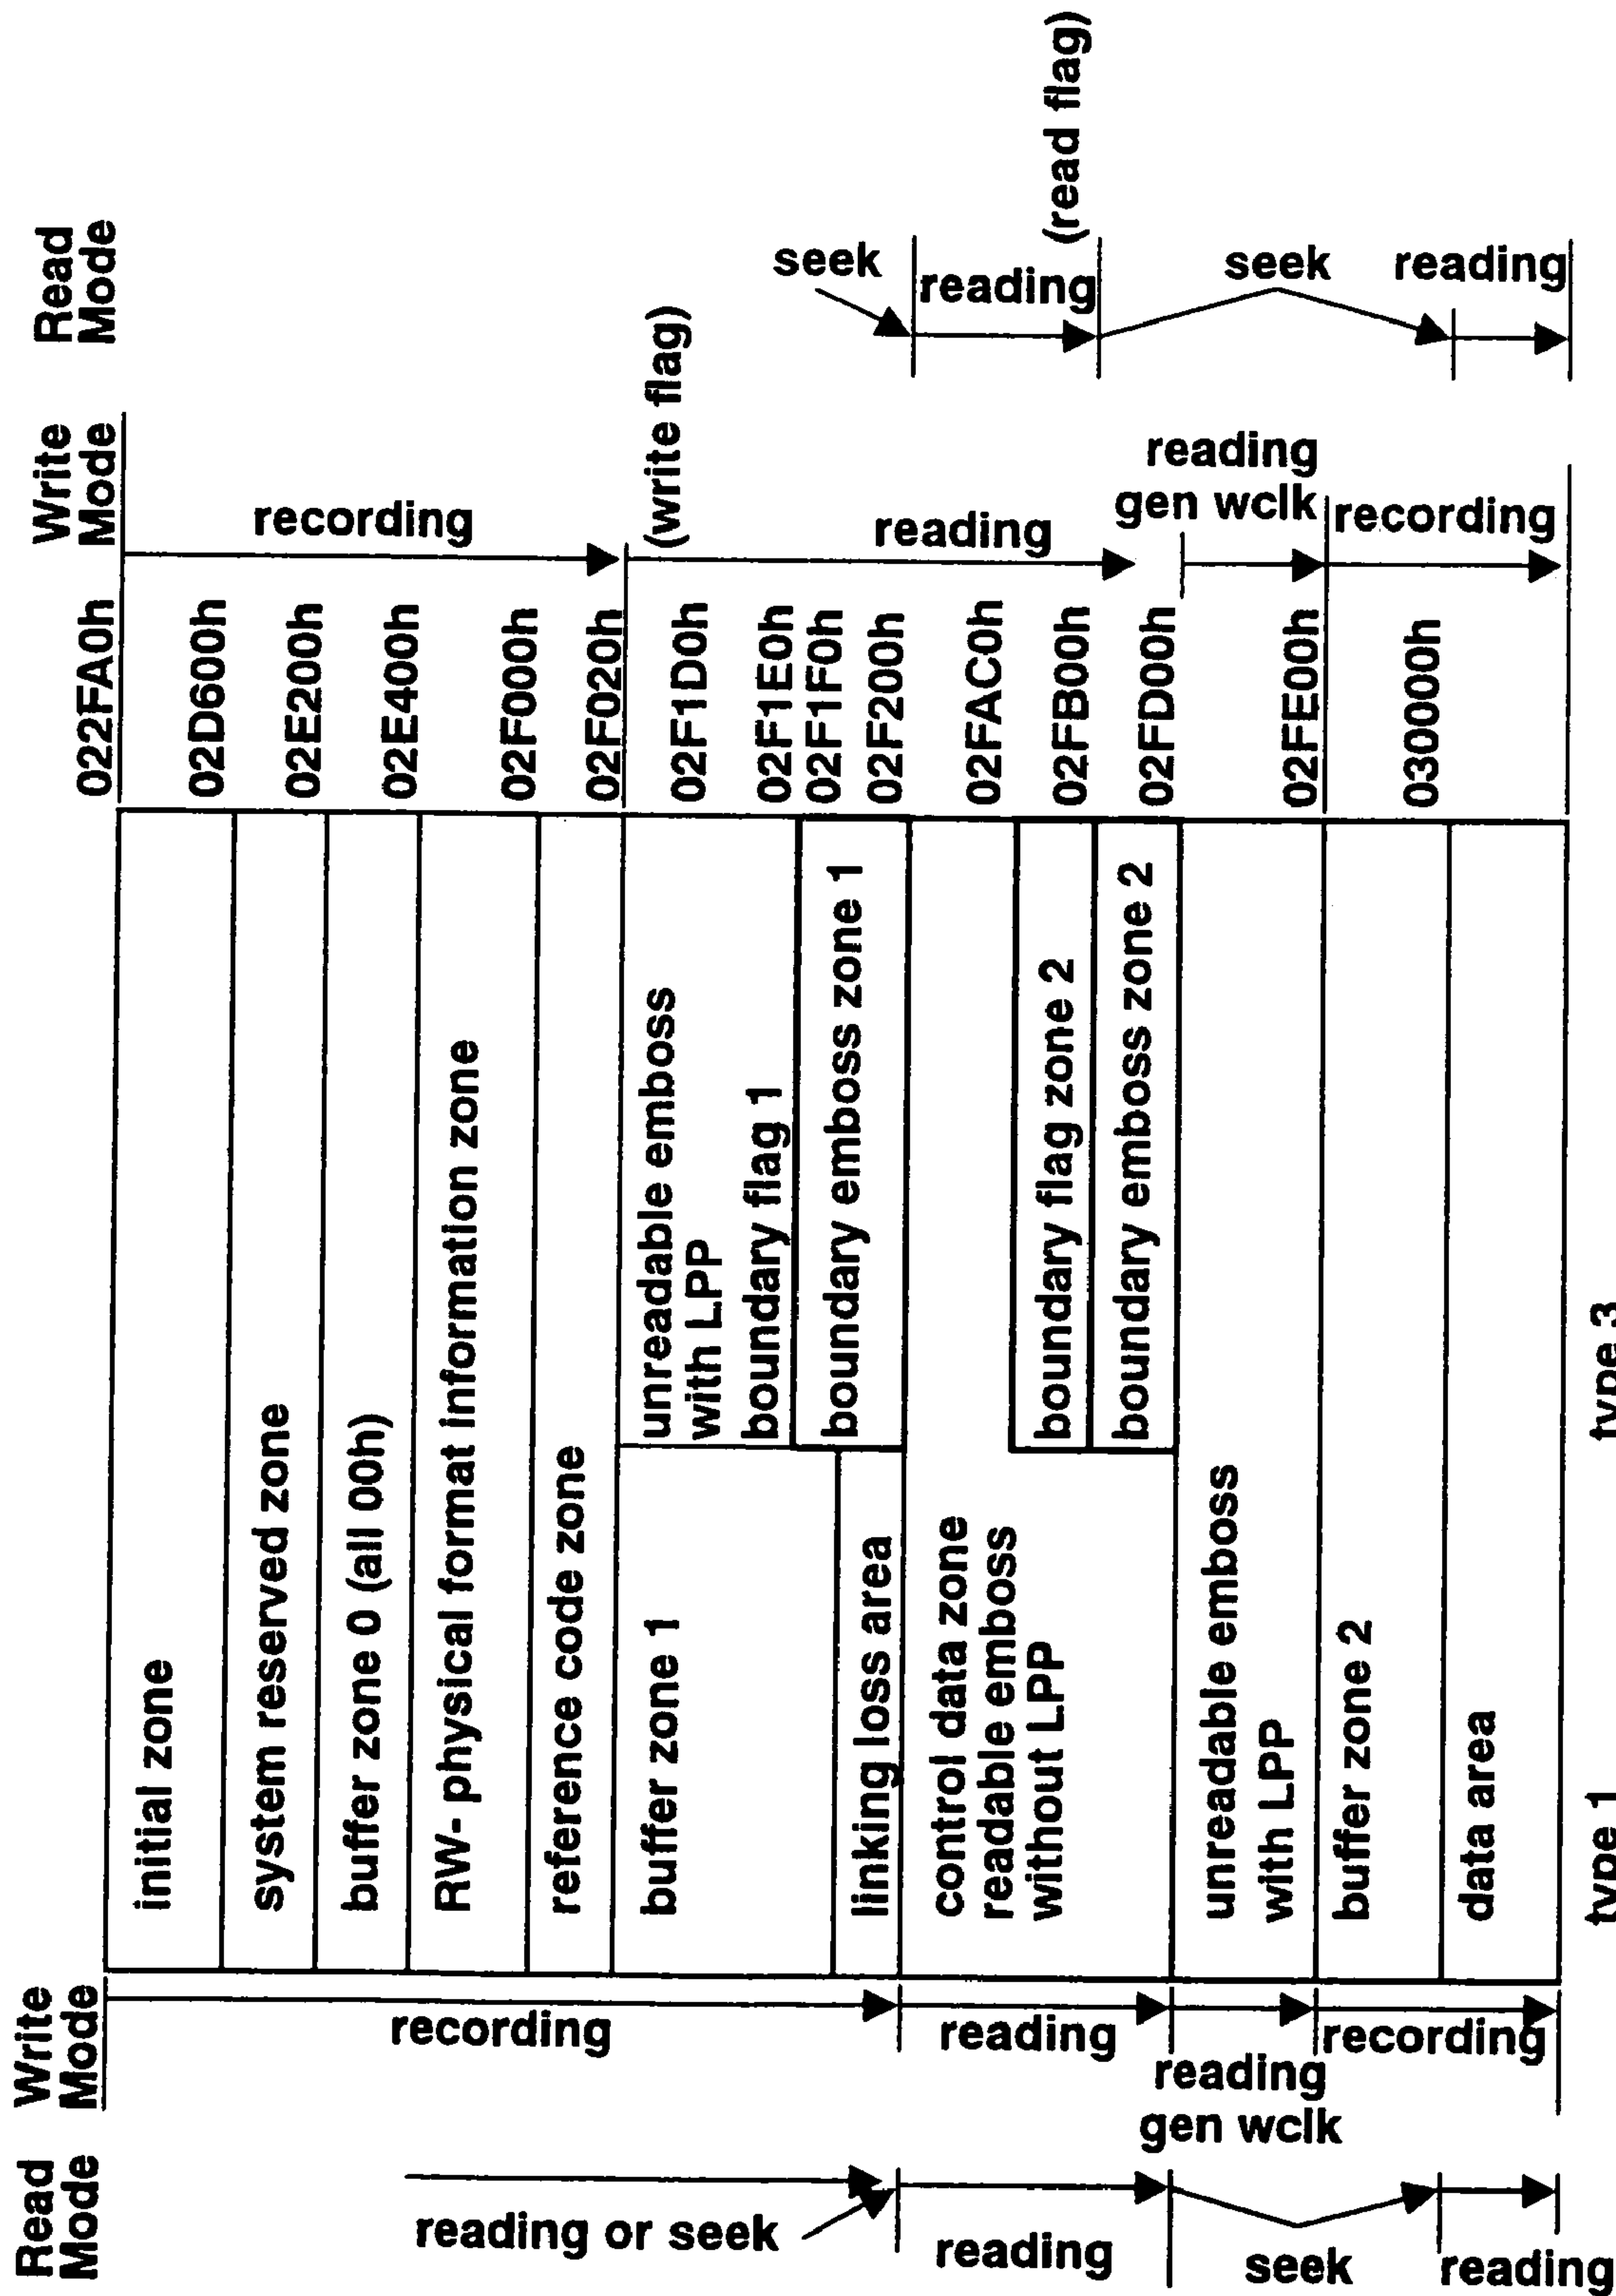 Read
Mode
Write
Mode
Write
Mode
Read
Mode
022FA0h
initial zone
02D600h
system reserved zone
02E200h
buffer zone 0 (all 00h)
02E400h
RW- physical format information zone
02F000h
reference code zone
02F020h
recording
recording
reading or seek
buffer zone 1
unreadable emboss
with LPP
boundary flag 1
02F1D0h
(write flag)
02F1E0h
boundary emboss zone 1
02F1F0h
linking loss area
02F200h
seek
control data zone
readable emboss
without LPP
02FAC0h
boundary flag zone 2
02FB00h
boundary emboss zone 2
02FD00h
reading
reading
reading
reading
(read flag)
unreadable emboss
with LPP
reading
gen wclk
reading
gen wclk
02FE00h
seek
seek
buffer zone 2
030000h
recording
recording
data area
reading
reading
type 1
type 3